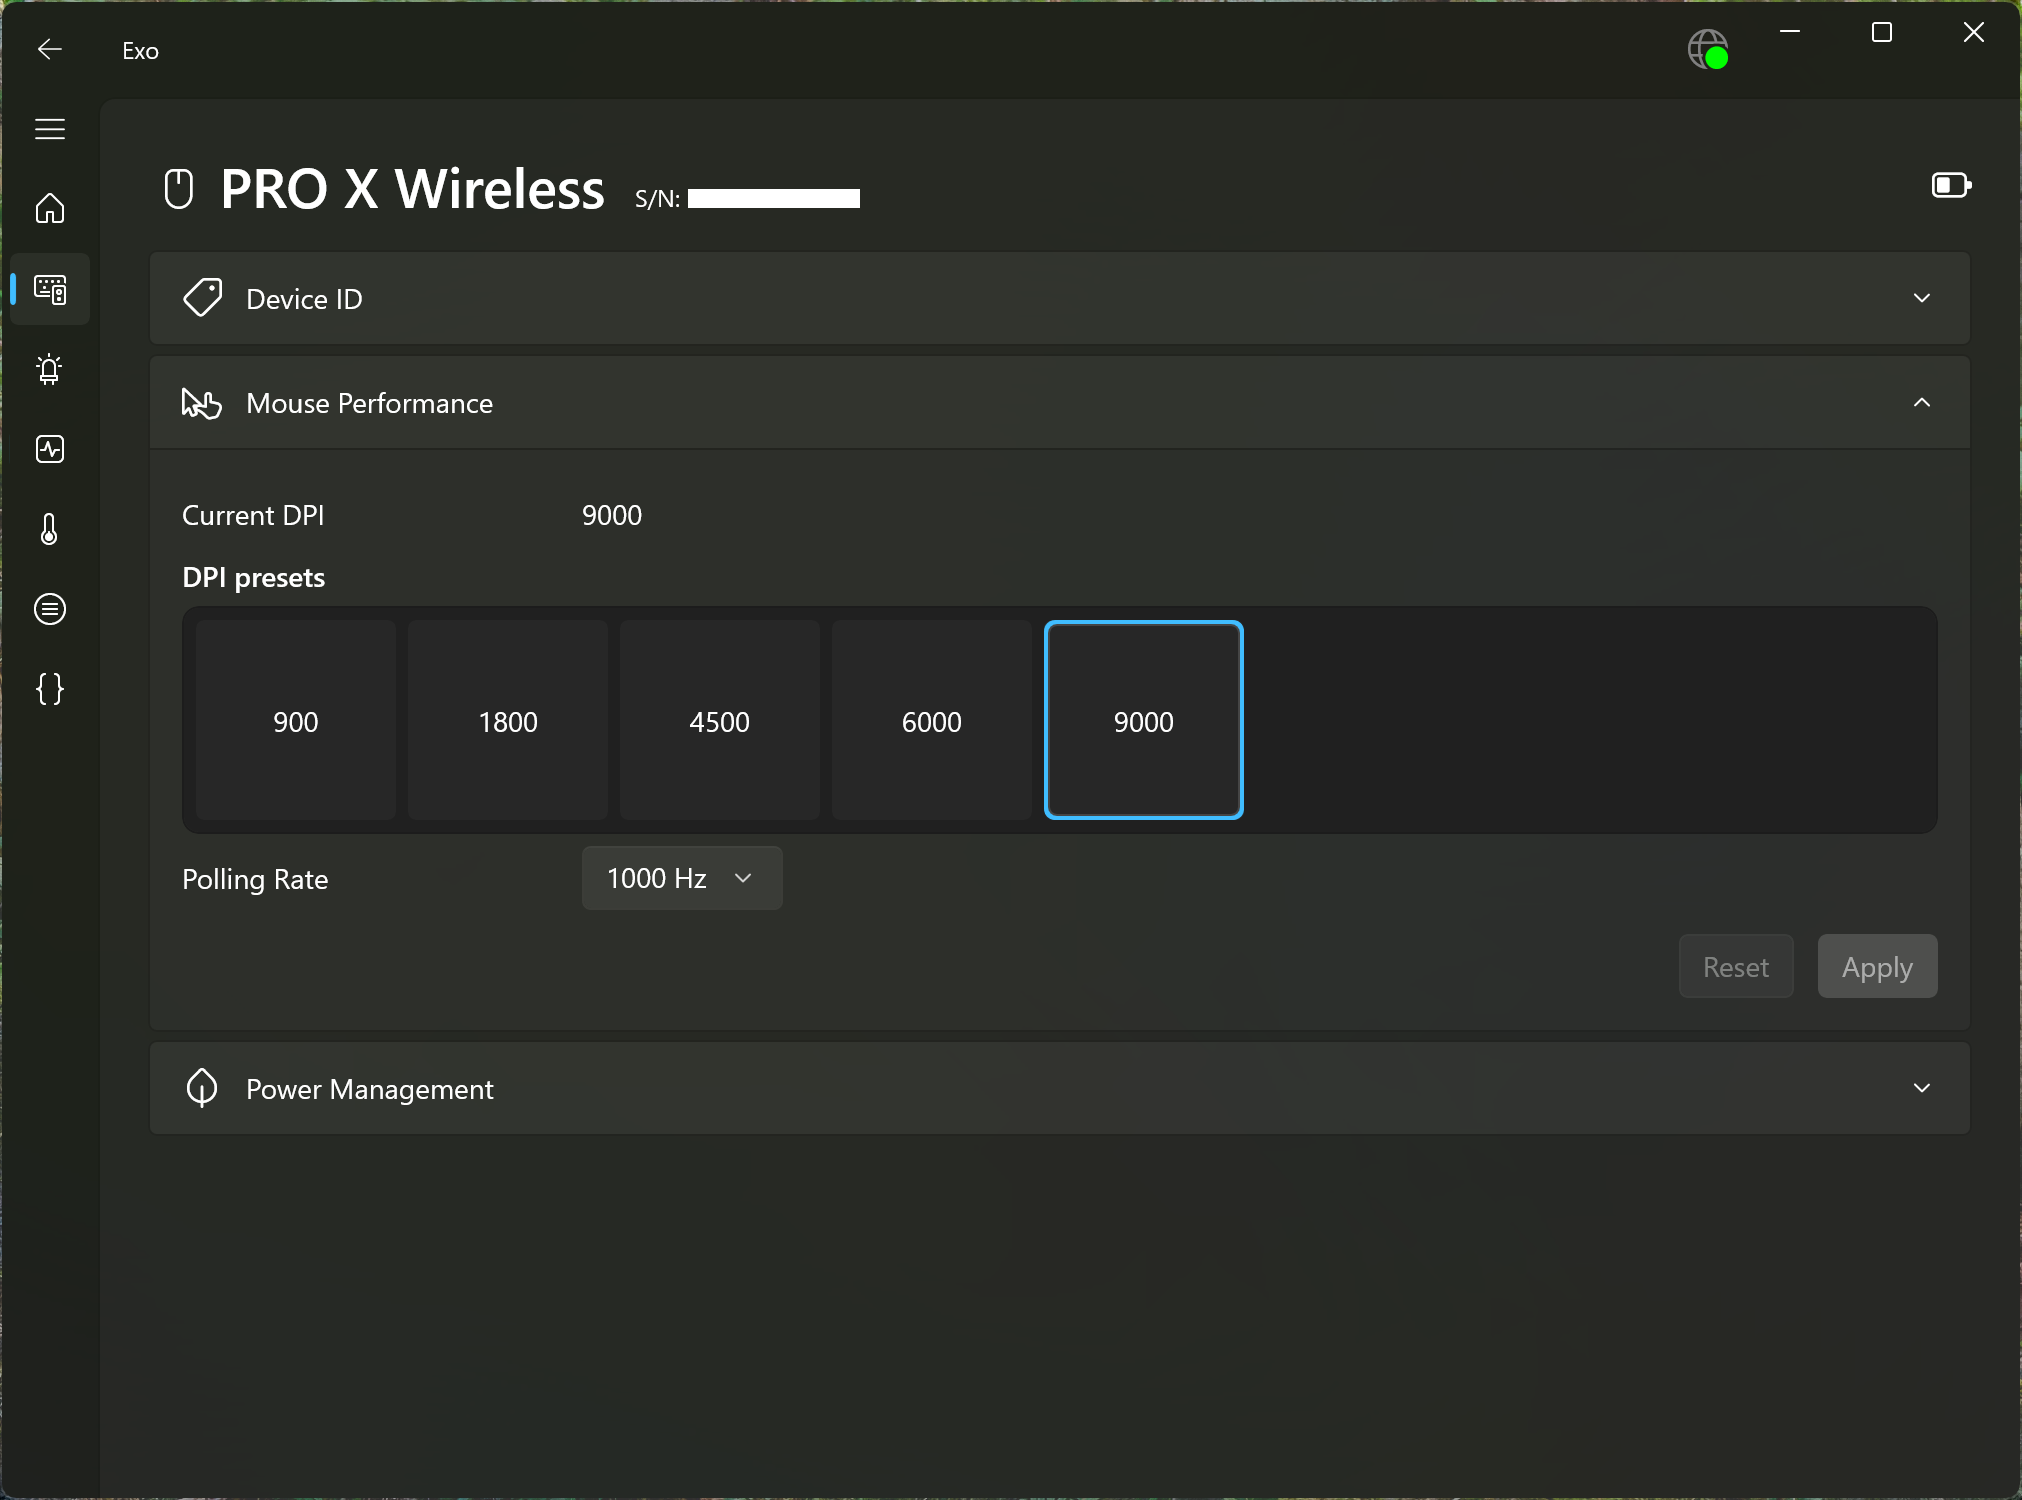 Exo
PRO X Wireless S/N:
Device ID
Mouse Performance
Current DPI 9000
DPI presets
900 1800 4500 6000 9000
Polling Rate 1000 Hz
Reset Apply
Power Management